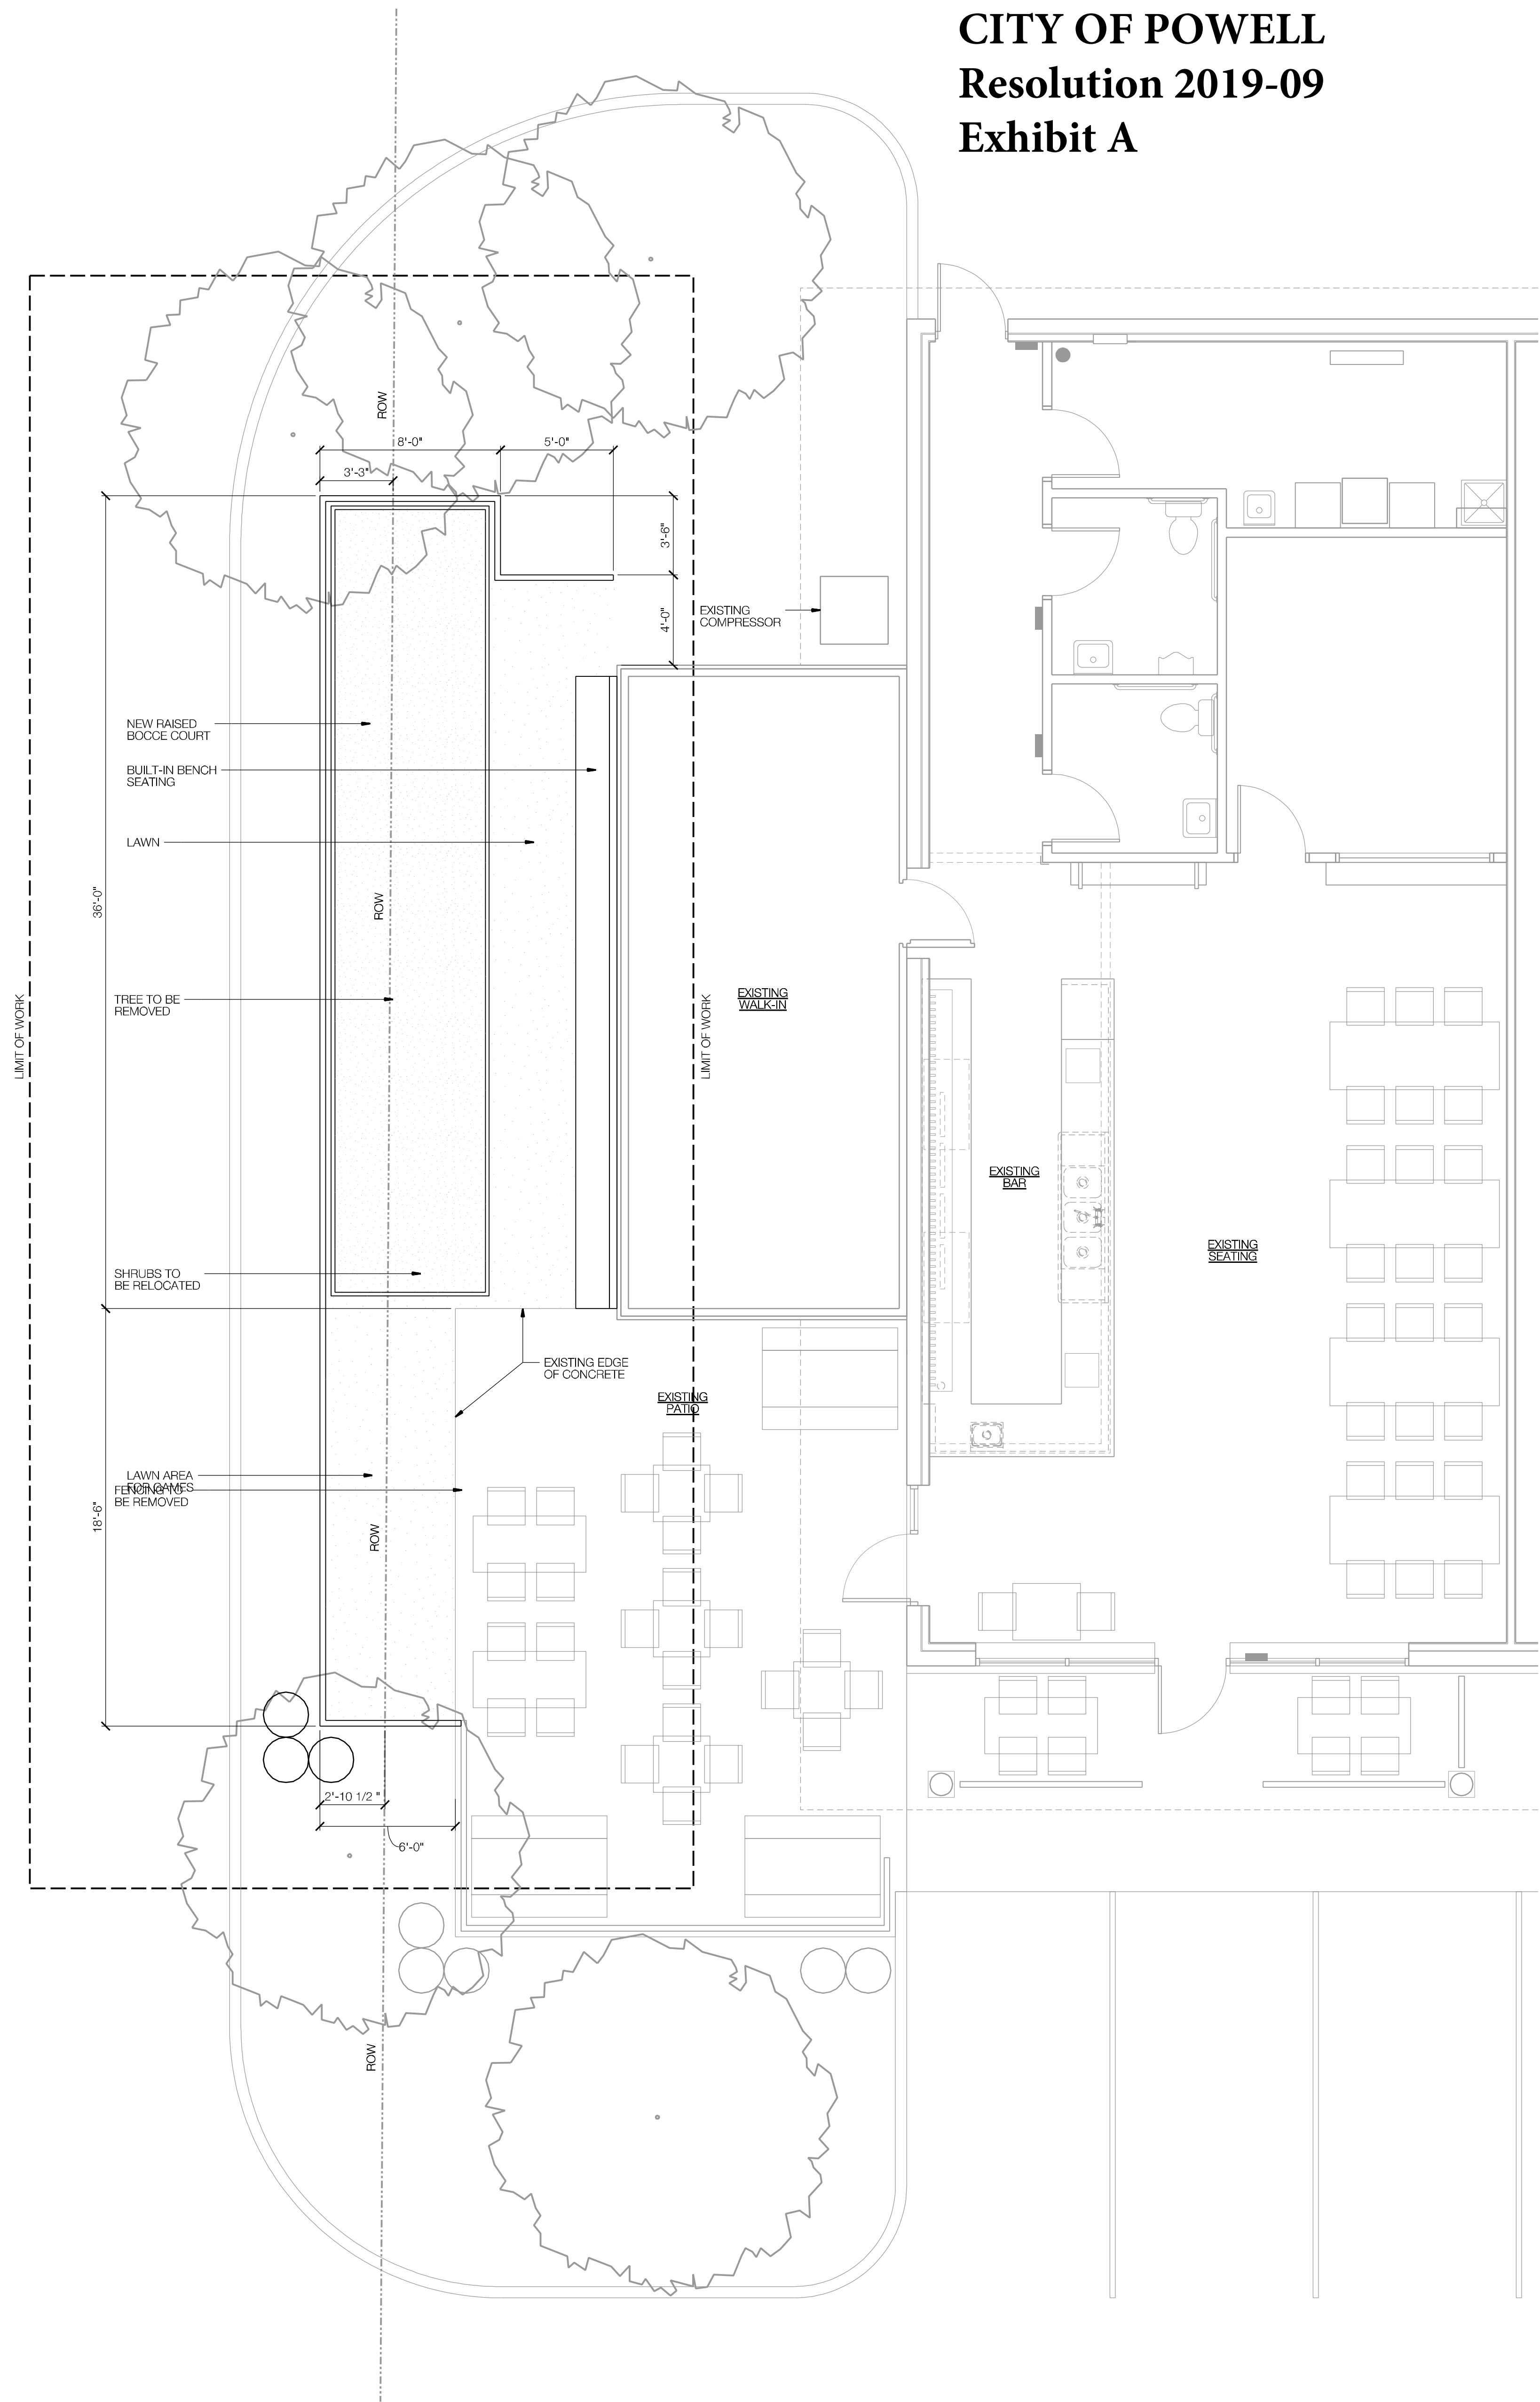 CITY OF POWELL
Resolution 2019-09
Exhibit A
ROW
8'-0"
5'-0"
3'-3"
3'-6"
4'-0"
EXISTING
COMPRESSOR
NEW RAISED
BOCCE COURT
BUILT-IN BENCH
SEATING
LAWN
36'-0"
ROW
LIMIT OF WORK
TREE TO BE
REMOVED
LIMIT OF WORK
EXISTING
WALK-IN
EXISTING
BAR
EXISTING
SEATING
SHRUBS TO
BE RELOCATED
EXISTING EDGE
OF CONCRETE
EXISTING
PATIO
LAWN AREA
FOR GAMES
FENCING TO
BE REMOVED
18'-6"
ROW
2'-10 1/2 "
6'-0"
ROW